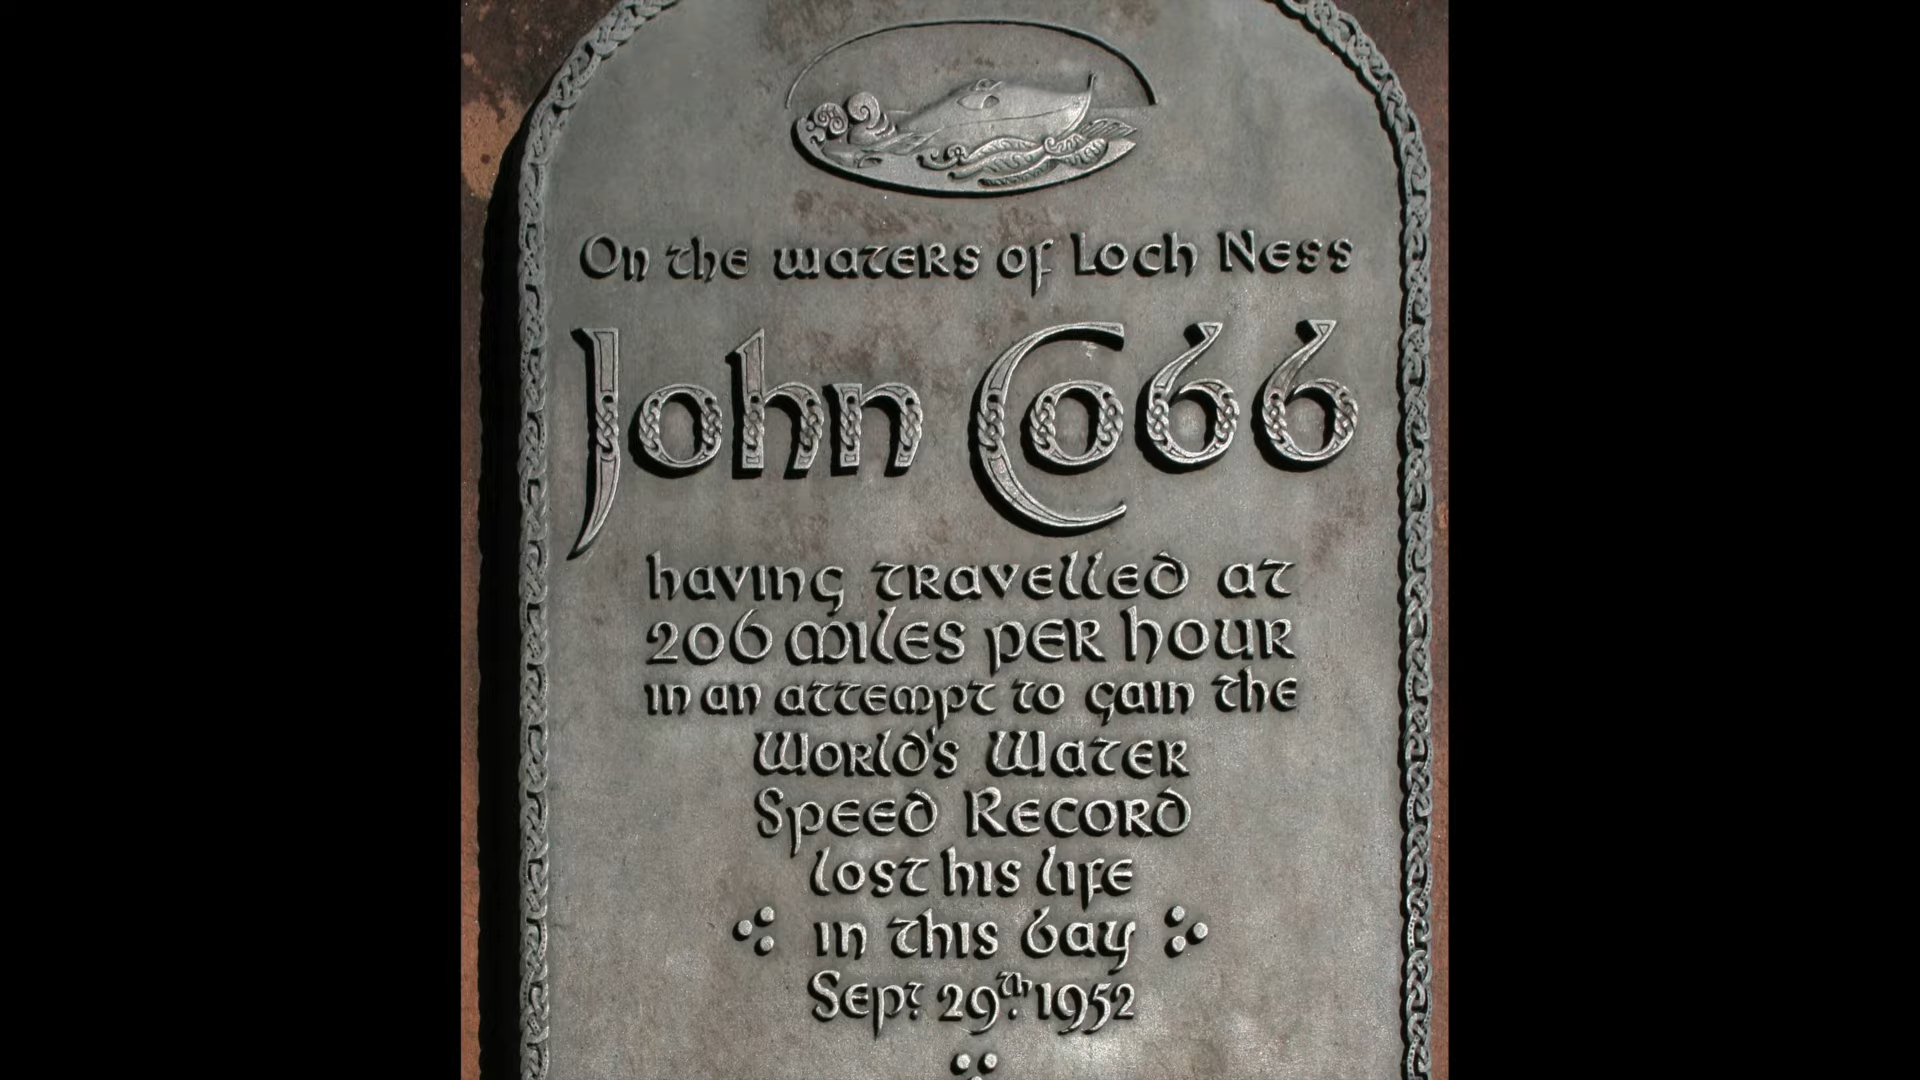 On the waters of Loch Ness
John Cobb
having travelled at
206 miles per hour
in an attempt to gain the
World's Water
Speed Record
lost his life
in this bay
Sept. 29th. 1952